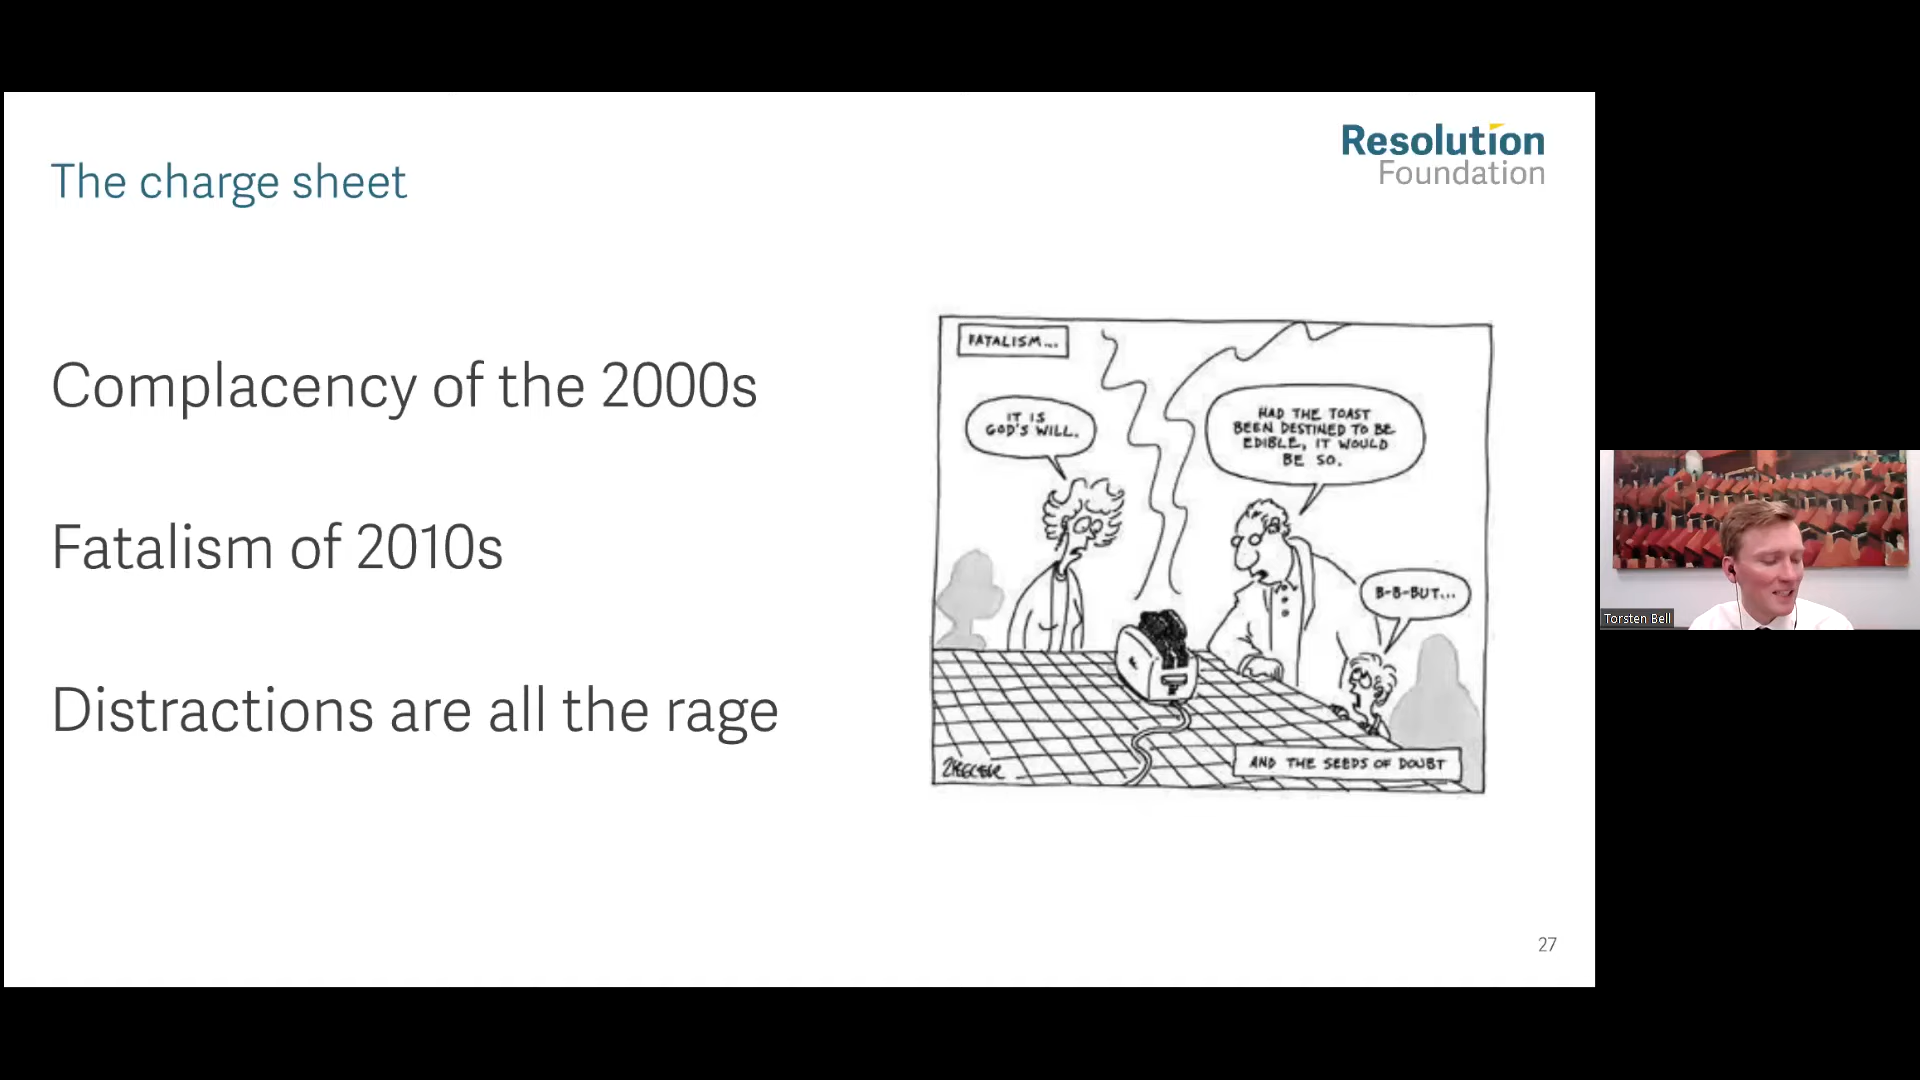 The charge sheet
Resolution
Foundation
Complacency of the 2000s
Fatalism of 2010s
Distractions are all the rage
FATALISM...
IT IS
GOD'S WILL.
HAD THE TOAST
BEEN DESTINED TO BE
EDIBLE, IT WOULD
BE SO.
B-B-BUT...
ZIEGLER
AND THE SEEDS OF DOUBT
27
Torsten Bell